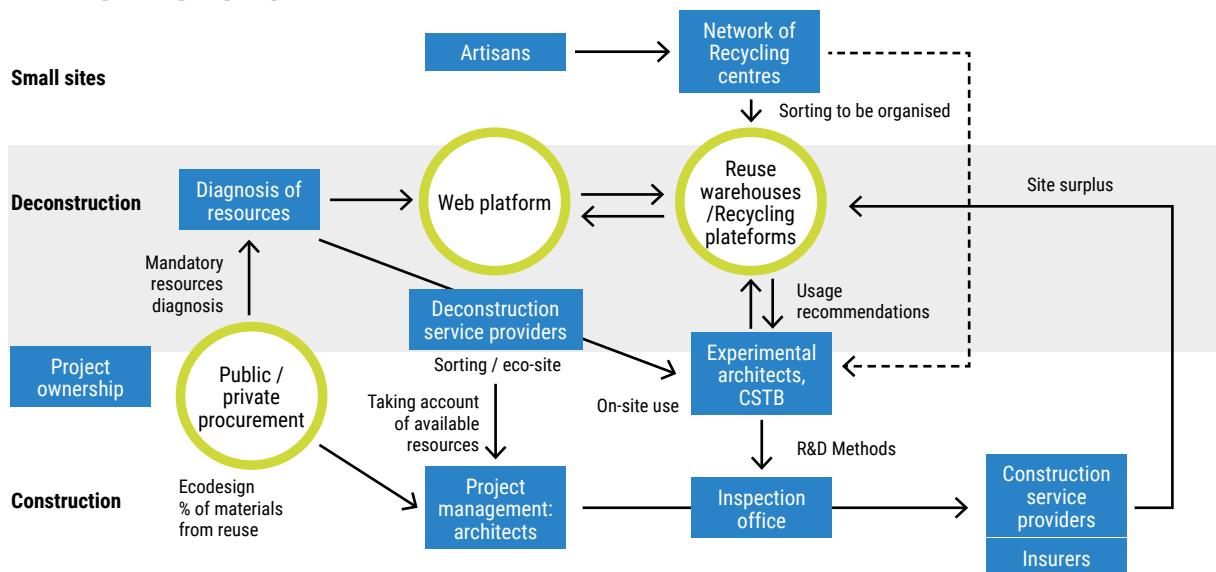 Artisans
Network of
Recycling
centres
Small sites
Sorting to be organised
Deconstruction
Diagnosis of
resources
Web platform
Reuse
warehouses
/Recycling
plateforms
Site surplus
Mandatory
resources
diagnosis
Deconstruction
service providers
Usage
recommendations
Project
ownership
Public /
private
procurement
Sorting / eco-site
Experimental
architects,
CSTB
Taking account
of available
resources
On-site use
R&D Methods
Construction
Ecodesign
% of materials
from reuse
Project
management:
architects
Inspection
office
Construction
service
providers
Insurers